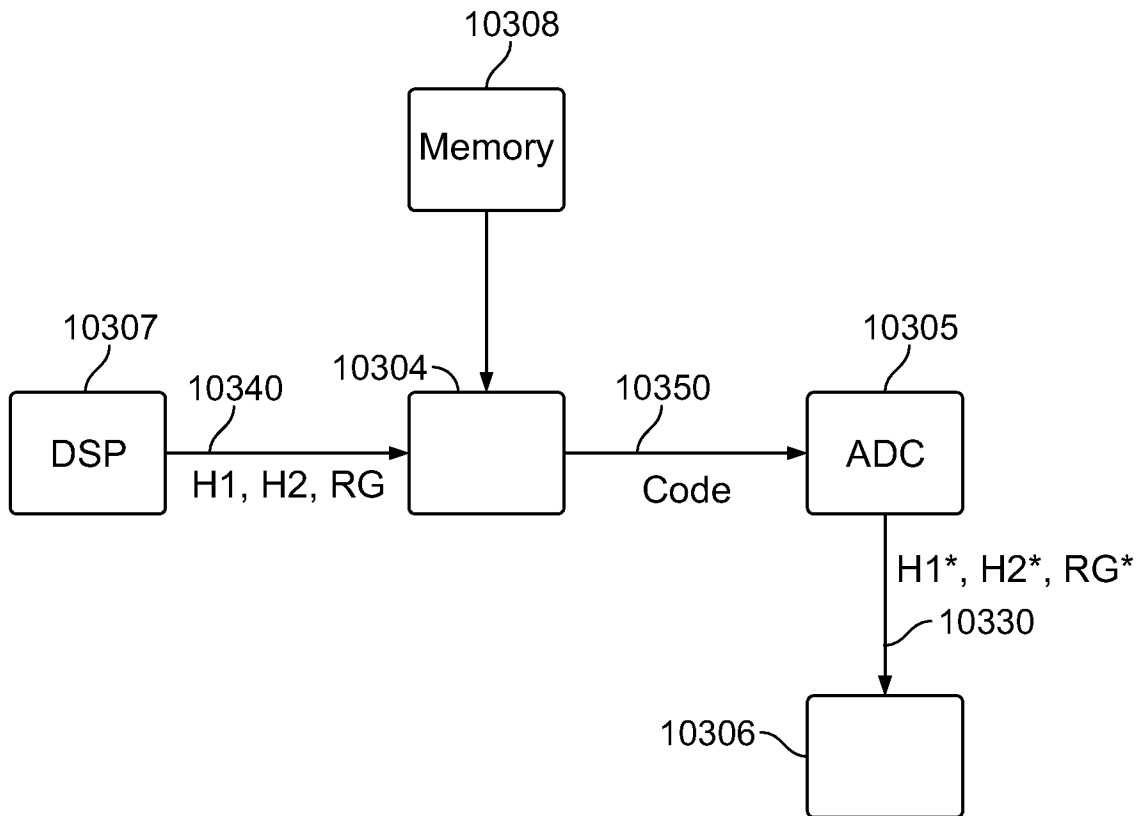 10308
Memory
10307
10304
10305
10340
10350
DSP
ADC
H1, H2, RG
Code
H1*, H2*, RG*
10330
10306